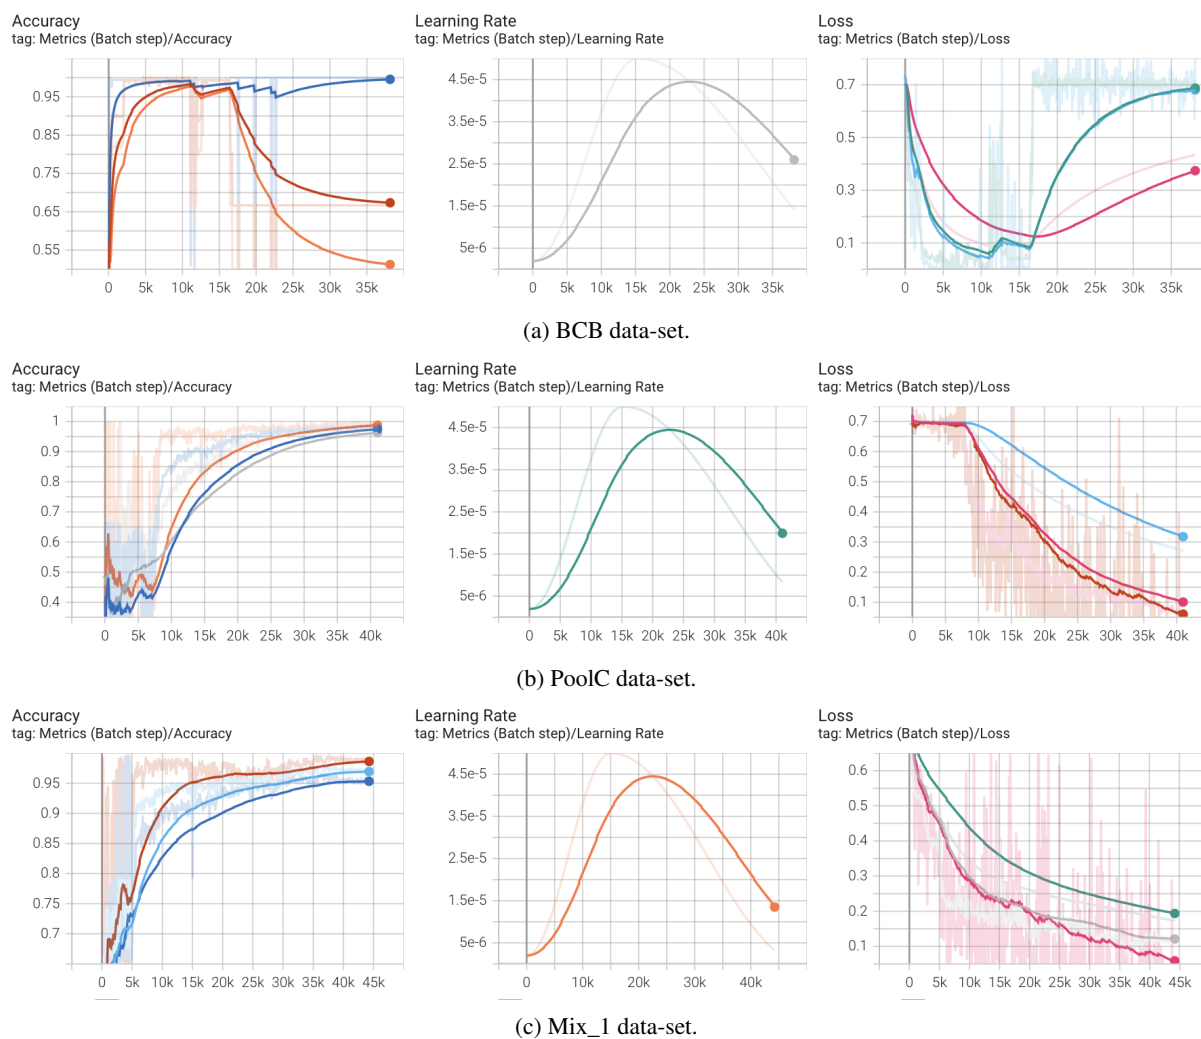 Accuracy
tag: Metrics (Batch step)/Accuracy
0.95
0.85
0.75
0.65
0.55
0 5k 10k 15k 20k 25k 30k 35k
Learning Rate
tag: Metrics (Batch step)/Learning Rate
4.5e-5
3.5e-5
2.5e-5
1.5e-5
5e-6
0 5k 10k 15k 20k 25k 30k 35k
Loss
tag: Metrics (Batch step)/Loss
0.7
0.5
0.3
0.1
0 5k 10k 15k 20k 25k 30k 35k
(a) BCB data-set.
Accuracy
tag: Metrics (Batch step)/Accuracy
1
0.9
0.8
0.7
0.6
0.5
0.4
0 5k 10k 15k 20k 25k 30k 35k 40k
Learning Rate
tag: Metrics (Batch step)/Learning Rate
4.5e-5
3.5e-5
2.5e-5
1.5e-5
5e-6
0 5k 10k 15k 20k 25k 30k 35k 40k
Loss
tag: Metrics (Batch step)/Loss
0.7
0.6
0.5
0.4
0.3
0.2
0.1
0 5k 10k 15k 20k 25k 30k 35k 40k
(b) PoolC data-set.
Accuracy
tag: Metrics (Batch step)/Accuracy
0.95
0.9
0.85
0.8
0.75
0.7
0 5k 10k 15k 20k 25k 30k 35k 40k 45k
Learning Rate
tag: Metrics (Batch step)/Learning Rate
4.5e-5
3.5e-5
2.5e-5
1.5e-5
5e-6
0 10k 20k 30k 40k
Loss
tag: Metrics (Batch step)/Loss
0.6
0.5
0.4
0.3
0.2
0.1
0 5k 10k 15k 20k 25k 30k 35k 40k 45k
(c) Mix_1 data-set.